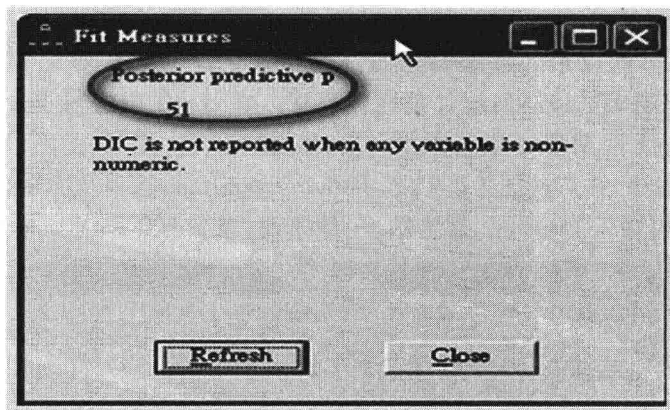 Fit Measures
Posterior predictive p
.51
DIC is not reported when any variable is non-
numeric.
Refresh
Close